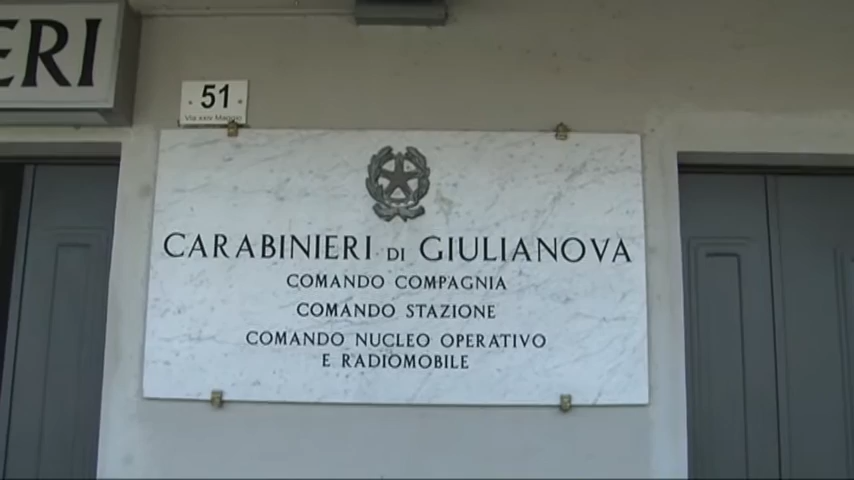 ERI
51
Via XXIV Maggio
CARABINIERI DI GIULIANOVA
COMANDO COMPAGNIA
COMANDO STAZIONE
COMANDO NUCLEO OPERATIVO
E RADIOMOBILE